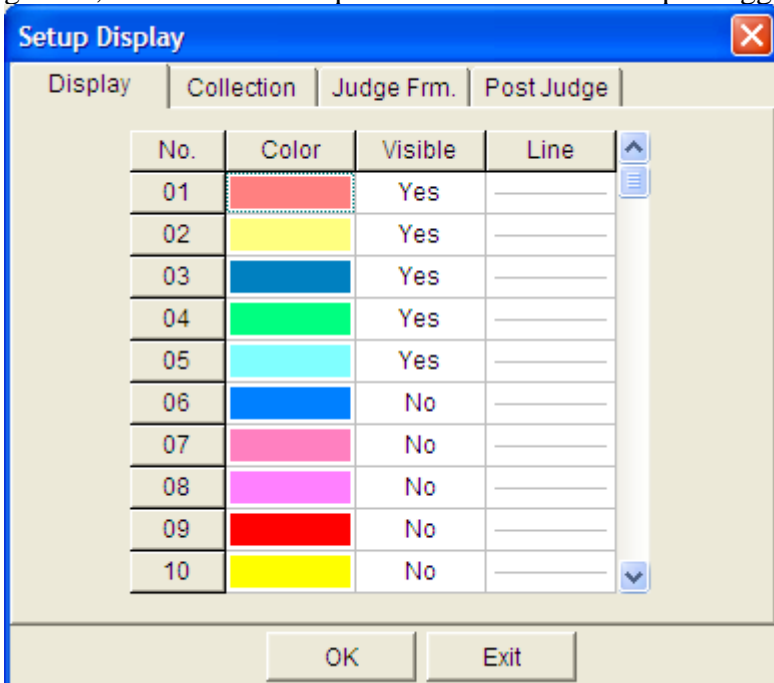 Setup Display
Display Collection Judge Frm. Post Judge
No. Color Visible Line
01 Yes
02 Yes
03 Yes
04 Yes
05 Yes
06 No
07 No
08 No
09 No
10 No
OK Exit